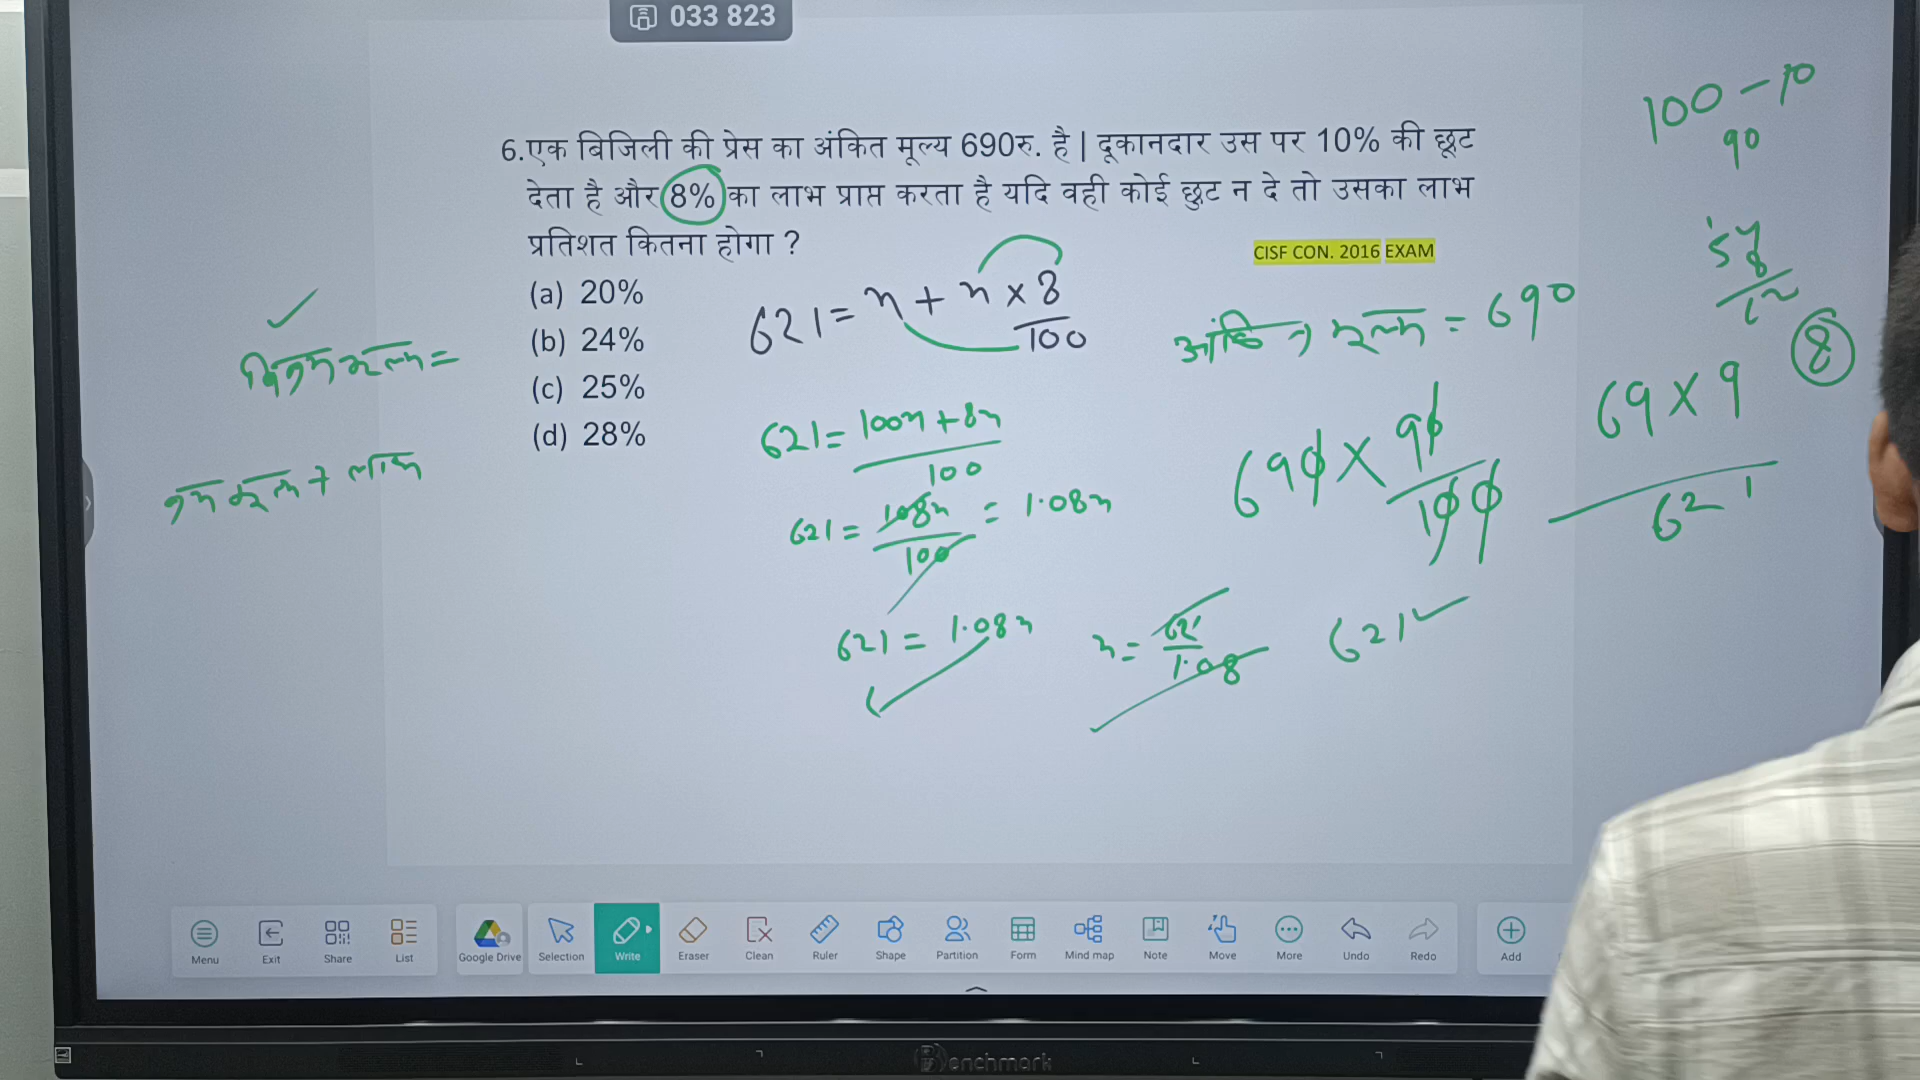 033 823
6.एक बिजिली की प्रेस का अंकित मूल्य 690रु. है | दूकानदार उस पर 10% की छूट
देता है और 8% का लाभ प्राप्त करता है यदि वही कोई छुट न दे तो उसका लाभ
प्रतिशत कितना होगा ?
CISF CON. 2016 EXAM
(a) 20%
(b) 24%
(c) 25%
(d) 28%
100 - 10
90
621 = x + x × 8
100
मूल्य = 690
8
69 × 9
621
मूल्य =
क्रय मूल्य + लाभ
621 = 100x + 8x
100
621 = 108x = 1.08x
100
690 × 90
100
621 = 1.08x
x = 621
1.08
621
Menu
Exit
Share
List
Google Drive
Selection
Write
Eraser
Clean
Ruler
Shape
Partition
Form
Mind map
Note
Move
More
Undo
Redo
Add
Benchmark